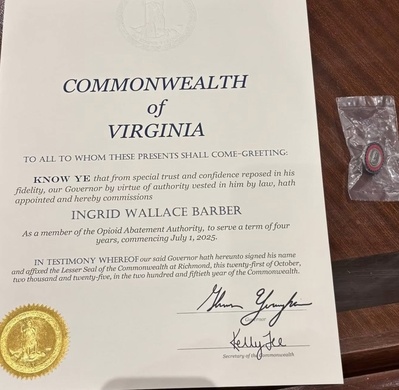 COMMONWEALTH
of
VIRGINIA
TO ALL TO WHOM THESE PRESENTS SHALL COME-GREETING:
KNOW YE that from special trust and confidence reposed in his
fidelity, our Governor by virtue of authority vested in him by law, hath
appointed and hereby commissions
INGRID WALLACE BARBER
As a member of the Opioid Abatement Authority, to serve a term of four
years, commencing July 1, 2025.
IN TESTIMONY WHEREOF our said Governor hath hereunto signed his name
and affixed the Lesser Seal of the Commonwealth at Richmond, this twenty-first of October,
two thousand and twenty-five, in the two hundred and fiftyeth year of the Commonwealth.
Governor
Kelly Gee
Secretary of the Commonwealth